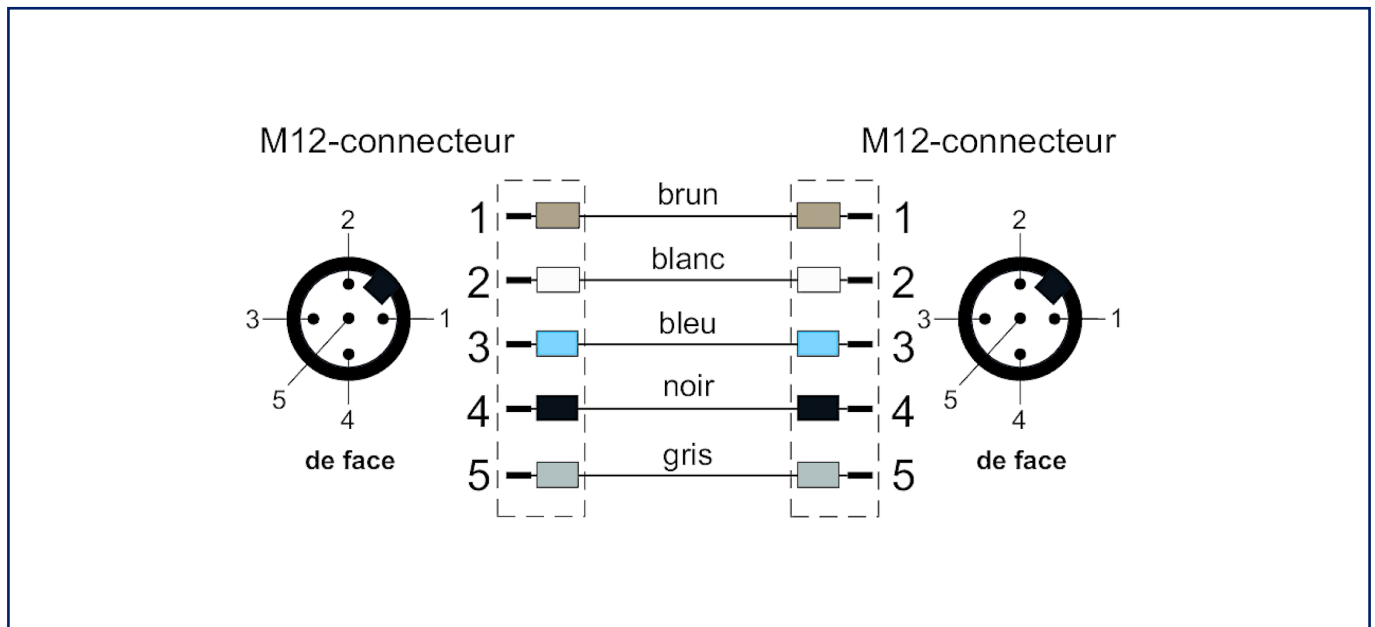 M12-connecteur
M12-connecteur
2
3
1
5
4
de face
1 brun 1
2 blanc 2
3 bleu 3
4 noir 4
5 gris 5
2
3
1
5
4
de face